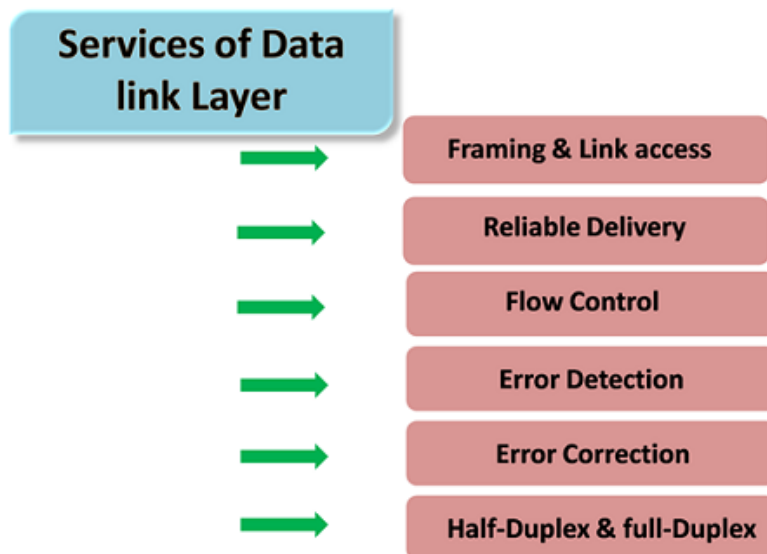 Services of Data
link Layer
Framing & Link access
Reliable Delivery
Flow Control
Error Detection
Error Correction
Half-Duplex & full-Duplex